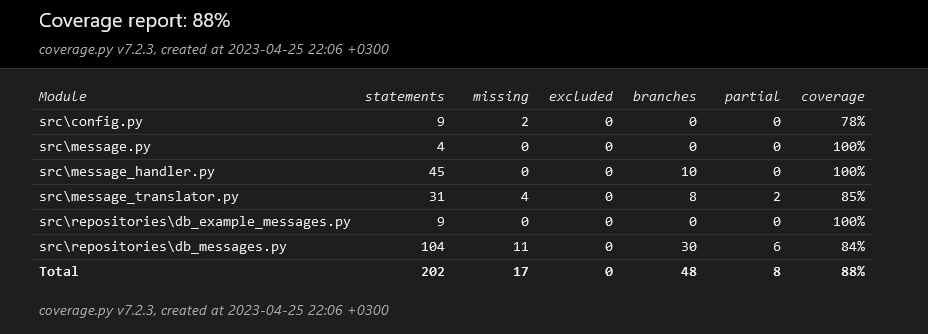 Coverage report: 88%
coverage.py v7.2.3, created at 2023-04-25 22:06 +0300
Module statements missing excluded branches partial coverage
src\config.py 9 2 0 0 0 78%
src\message.py 4 0 0 0 0 100%
src\message_handler.py 45 0 0 10 0 100%
src\message_translator.py 31 4 0 8 2 85%
src\repositories\db_example_messages.py 9 0 0 0 0 100%
src\repositories\db_messages.py 104 11 0 30 6 84%
Total 202 17 0 48 8 88%
coverage.py v7.2.3, created at 2023-04-25 22:06 +0300